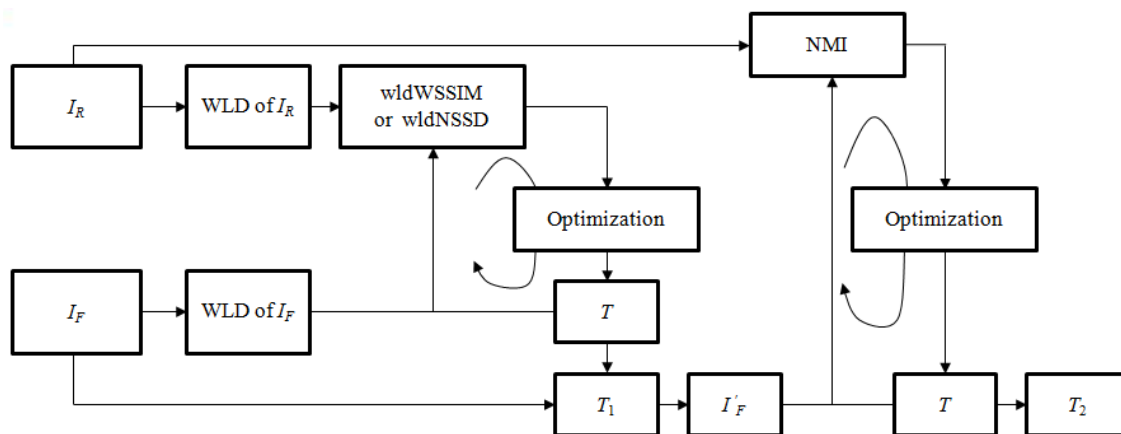 NMI
I_R
WLD of I_R
wldWSSIM
or wldNSSD
Optimization
Optimization
I_F
WLD of I_F
T
T_1
I'_F
T
T_2